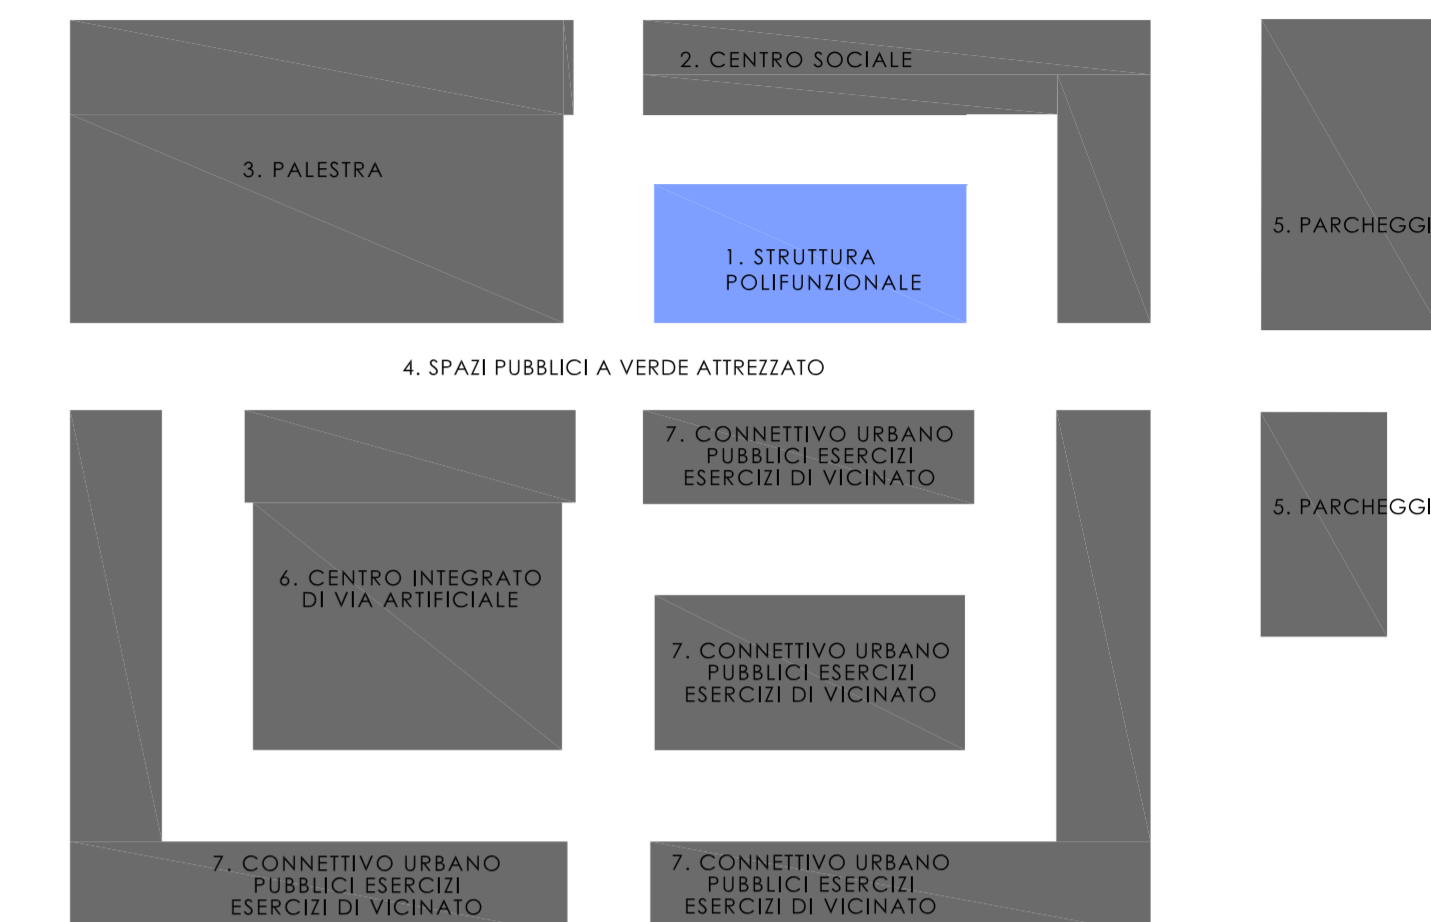 2. CENTRO SOCIALE
3. PALESTRA
5. PARCHEGGI
1. STRUTTURA
POLIFUNZIONALE
4. SPAZI PUBBLICI A VERDE ATTREZZATO
7. CONNETTIVO URBANO
PUBBLICI ESERCIZI
ESERCIZI DI VICINATO
5. PARCHEGGI
6. CENTRO INTEGRATO
DI VIA ARTIFICIALE
7. CONNETTIVO URBANO
PUBBLICI ESERCIZI
ESERCIZI DI VICINATO
7. CONNETTIVO URBANO
PUBBLICI ESERCIZI
ESERCIZI DI VICINATO
7. CONNETTIVO URBANO
PUBBLICI ESERCIZI
ESERCIZI DI VICINATO